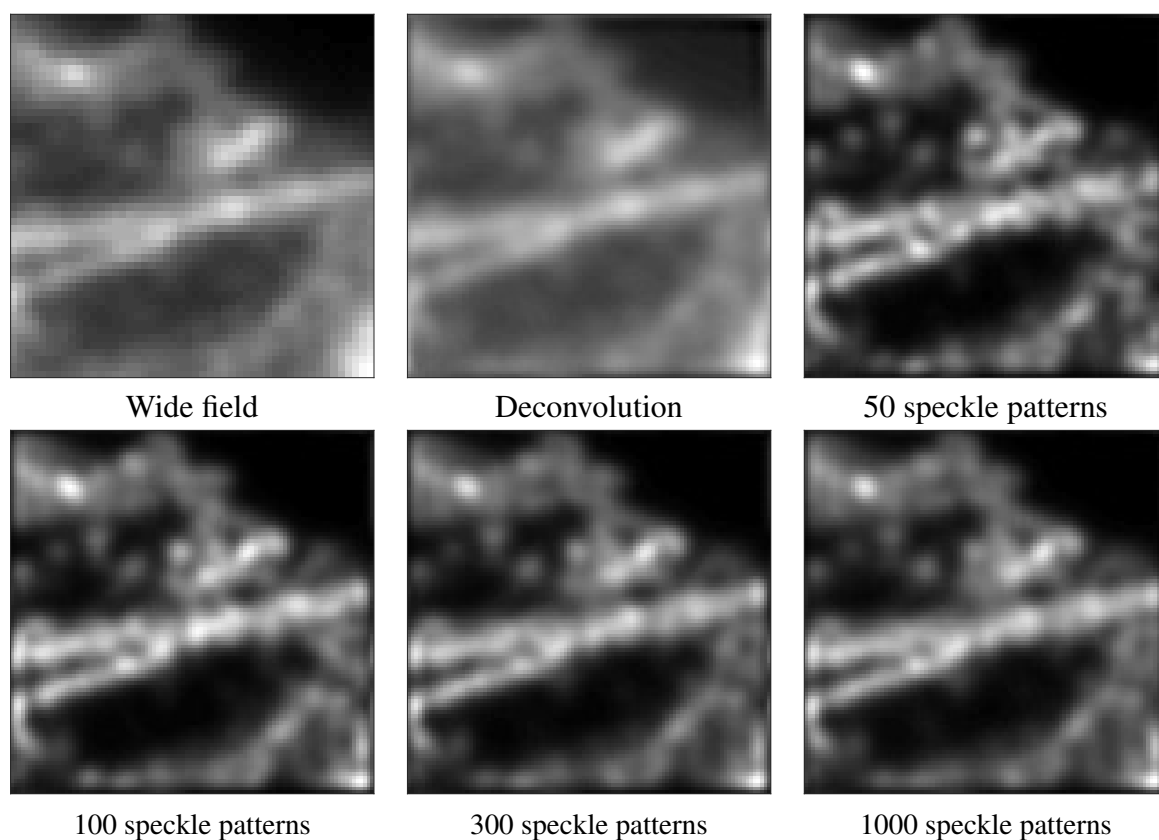 Wide field
Deconvolution
50 speckle patterns
100 speckle patterns
300 speckle patterns
1000 speckle patterns